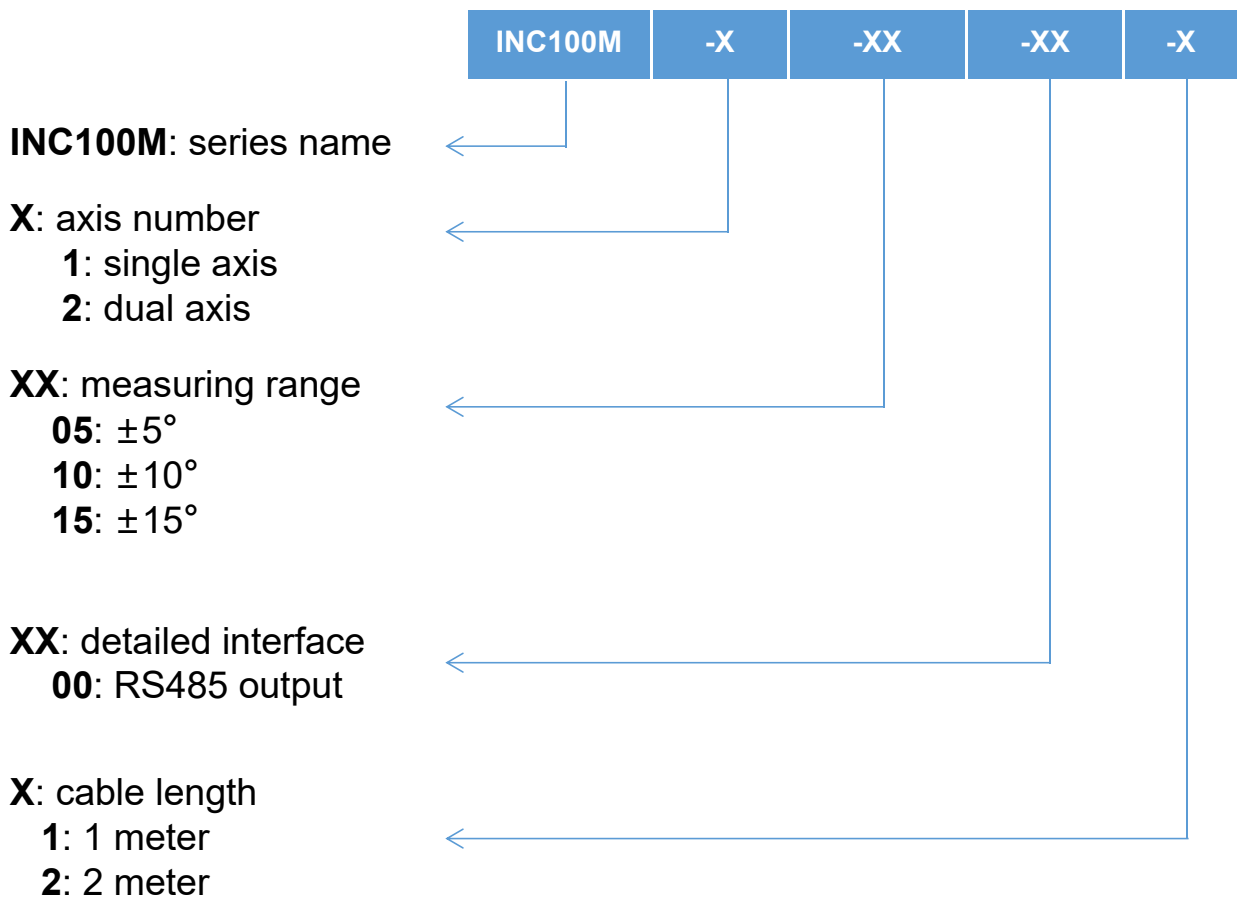 INC100M -X -XX -XX -X
INC100M: series name
X: axis number
1: single axis
2: dual axis
XX: measuring range
05: ±5°
10: ±10°
15: ±15°
XX: detailed interface
00: RS485 output
X: cable length
1: 1 meter
2: 2 meter